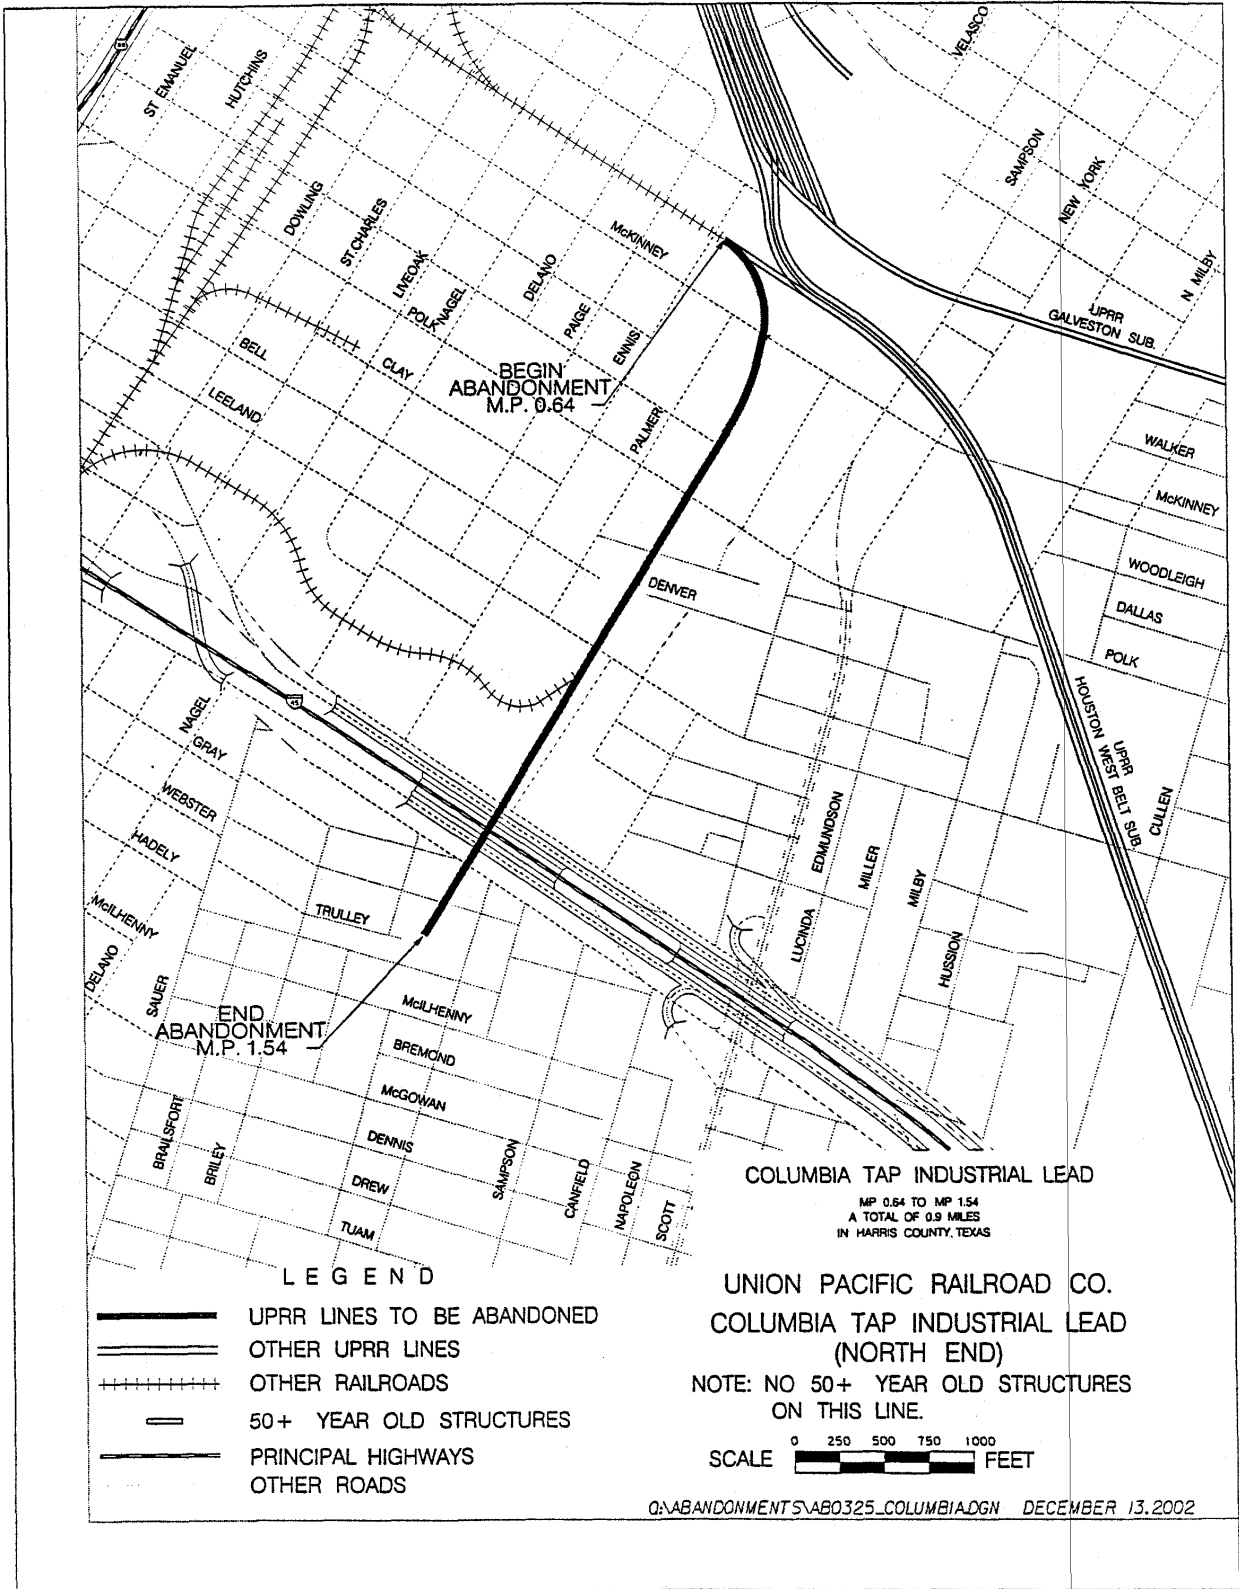 ST EMANUEL
HUTCHINS
VELASCO
SAMPSON
NEW YORK
N MILBY
DOWLING
ST.CHARLES
LIVEOAK
POLK
NAGEL
DELANO
PAIGE
ENNIS
McKINNEY
UPRR
GALVESTON SUB.
BELL
CLAY
LEELAND
BEGIN
ABANDONMENT
M.P. 0.64
PALMER
WALKER
McKINNEY
WOODLEIGH
DALLAS
POLK
DENVER
45
NAGEL
GRAY
WEBSTER
HADELY
McILHENNY
DELANO
SAUER
TRULLEY
UPRR
HOUSTON WEST BELT SUB
CULLEN
EDMUNDSON
MILLER
MILBY
LUCINDA
HUSSION
END
ABANDONMENT
M.P. 1.54
McILHENNY
BREMOND
McGOWAN
DENNIS
DREW
TUAM
BRAILSFORT
BRILEY
SAMPSON
CANFIELD
NAPOLEON
SCOTT
COLUMBIA TAP INDUSTRIAL LEAD
MP 0.64 TO MP 1.54
A TOTAL OF 0.9 MILES
IN HARRIS COUNTY, TEXAS
LEGEND
UPRR LINES TO BE ABANDONED
OTHER UPRR LINES
OTHER RAILROADS
50+ YEAR OLD STRUCTURES
PRINCIPAL HIGHWAYS
OTHER ROADS
UNION PACIFIC RAILROAD CO.
COLUMBIA TAP INDUSTRIAL LEAD
(NORTH END)
NOTE: NO 50+ YEAR OLD STRUCTURES
ON THIS LINE.
0 250 500 750 1000
SCALE FEET
Q:\ABANDONMENTS\AB0325_COLUMBIA.DGN DECEMBER 13,2002